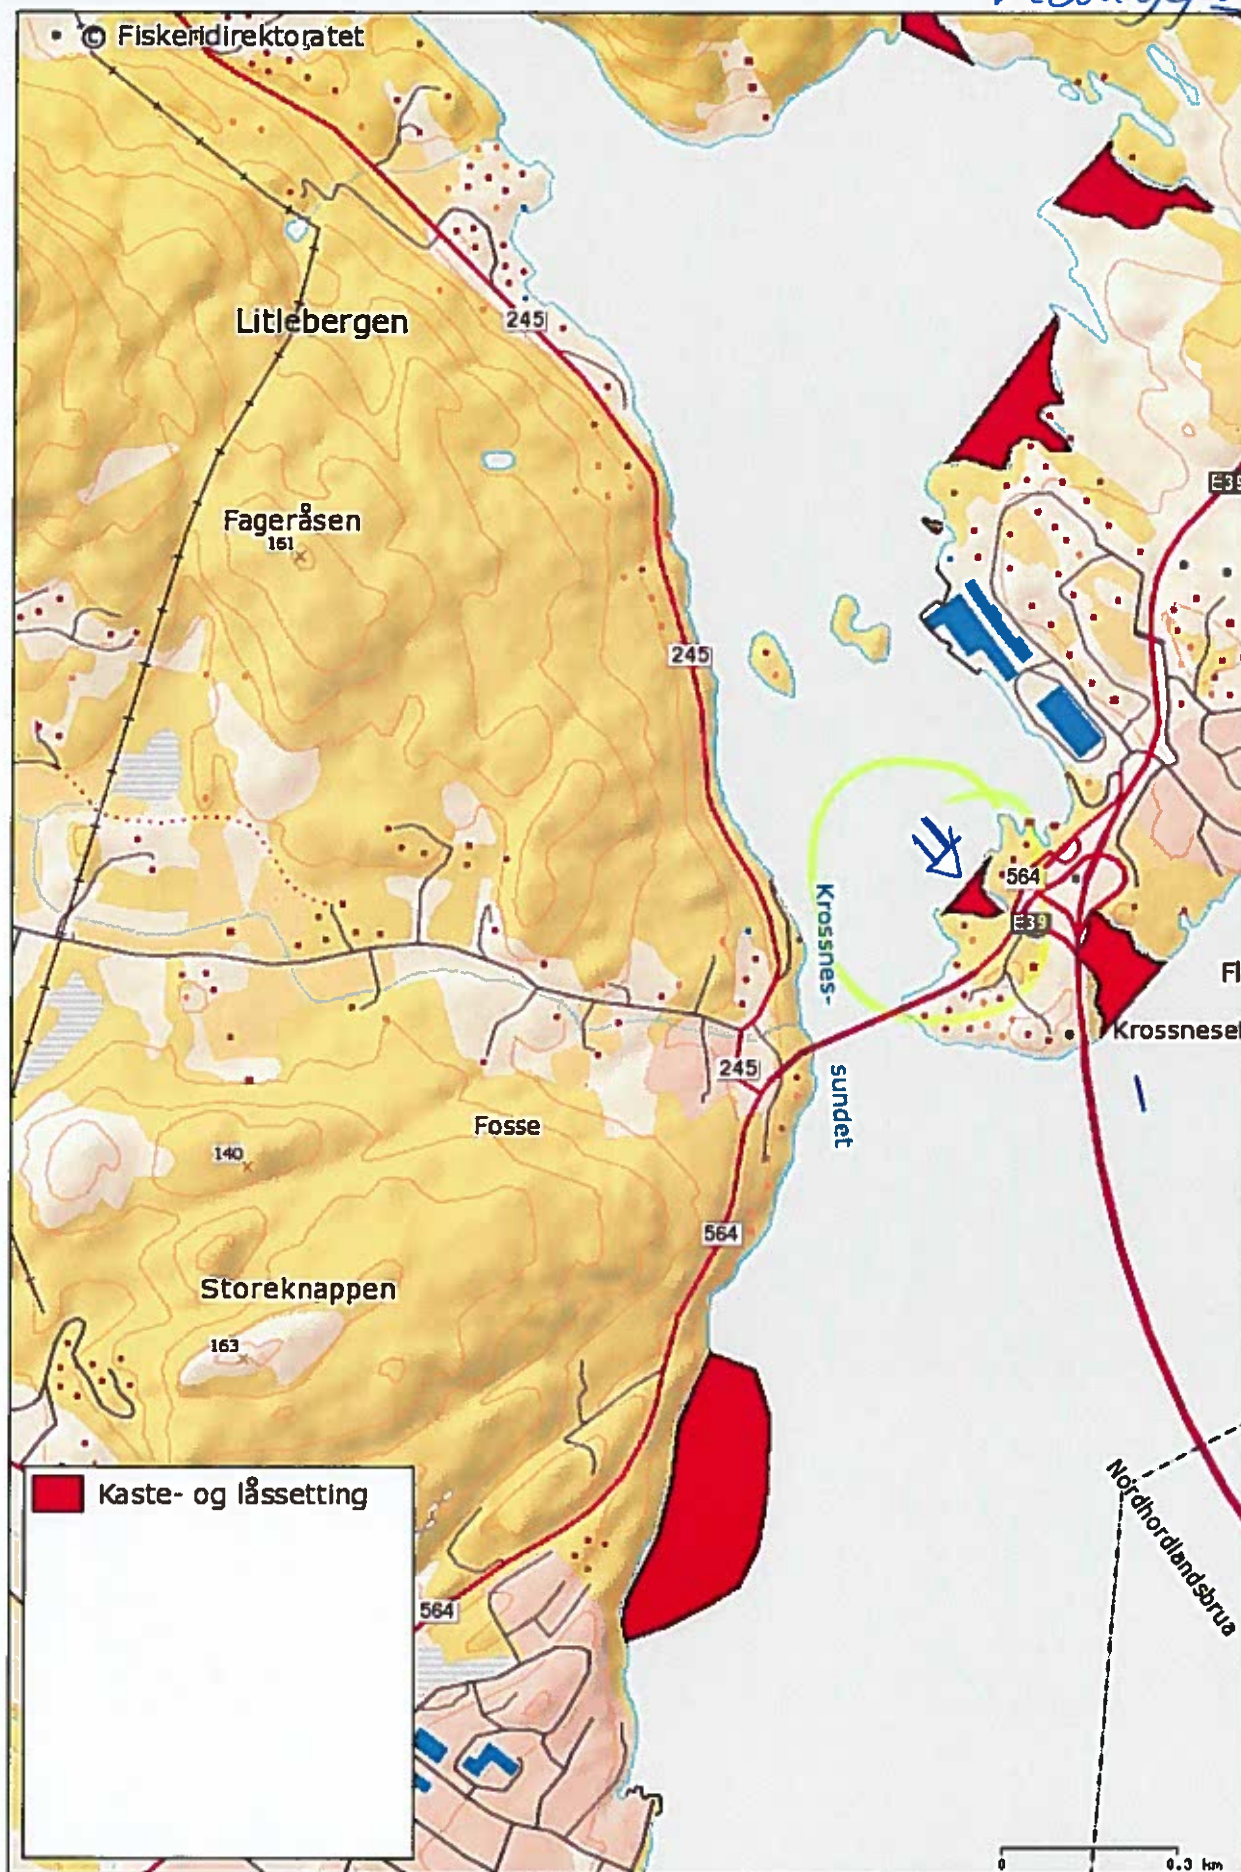 © Fiskeridirektoratet
Litlebergen
245
E39
Fageråsen
161
245
564
Krossnes-
E39
Krossnes
245
sundet
Fosse
140
564
Storeknappen
163
Kaste- og låssetting
Nordhordlandsbrua
564
0
0.3 km